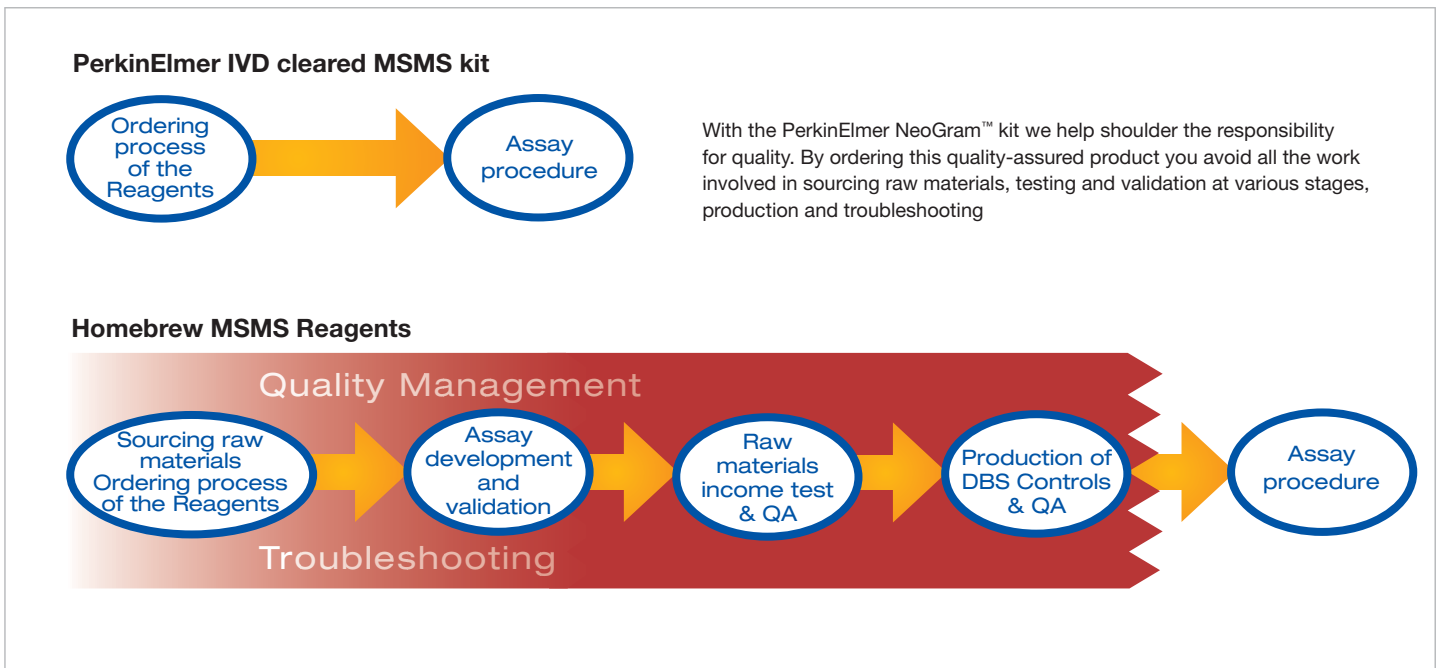 PerkinElmer IVD cleared MSMS kit
Ordering
process
of the
Reagents
Assay
procedure
With the PerkinElmer NeoGram™ kit we help shoulder the responsibility
for quality. By ordering this quality-assured product you avoid all the work
involved in sourcing raw materials, testing and validation at various stages,
production and troubleshooting
Homebrew MSMS Reagents
Quality Management
Sourcing raw
materials
Ordering process
of the Reagents
Assay
development
and
validation
Raw
materials
income test
& QA
Production of
DBS Controls
& QA
Assay
procedure
Troubleshooting